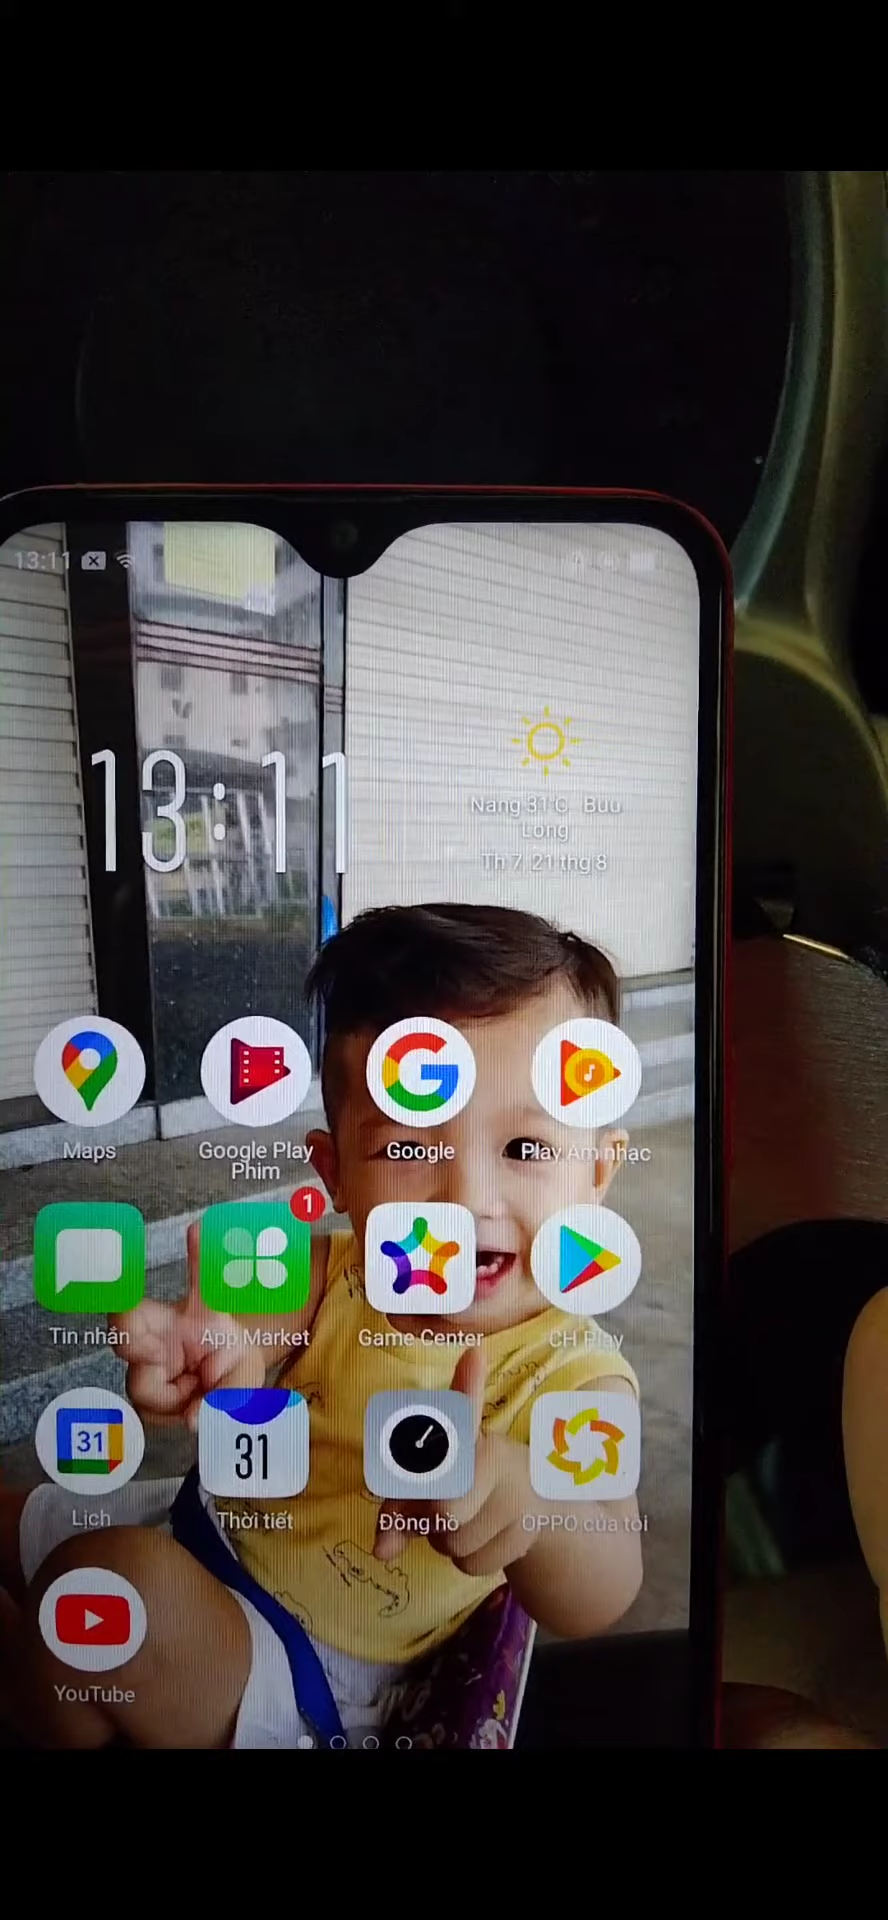 13:11
13:11
Nắng 31°C Bửu
Long
Th 7, 21 thg 8
Maps
Google Play
Phim
Google
Play Âm nhạc
Tin nhắn
1
App Market
Game Center
CH Play
31
Lịch
31
Thời tiết
Đồng hồ
OPPO của tôi
YouTube